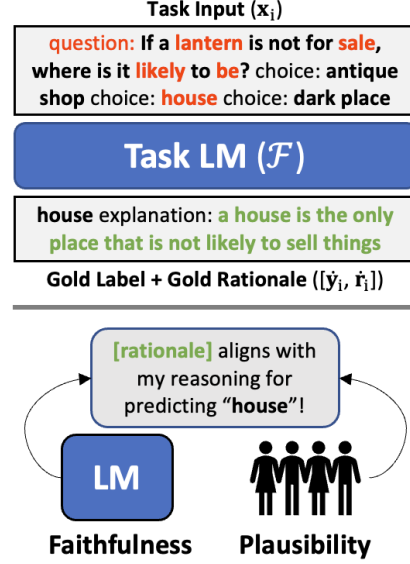 Task Input (xᵢ)
question: If a lantern is not for sale,
where is it likely to be? choice: antique
shop choice: house choice: dark place
Task LM (ℱ)
house explanation: a house is the only
place that is not likely to sell things
Gold Label + Gold Rationale ([ẏᵢ, ṙᵢ])
[rationale] aligns with
my reasoning for
predicting “house”!
LM
Faithfulness Plausibility